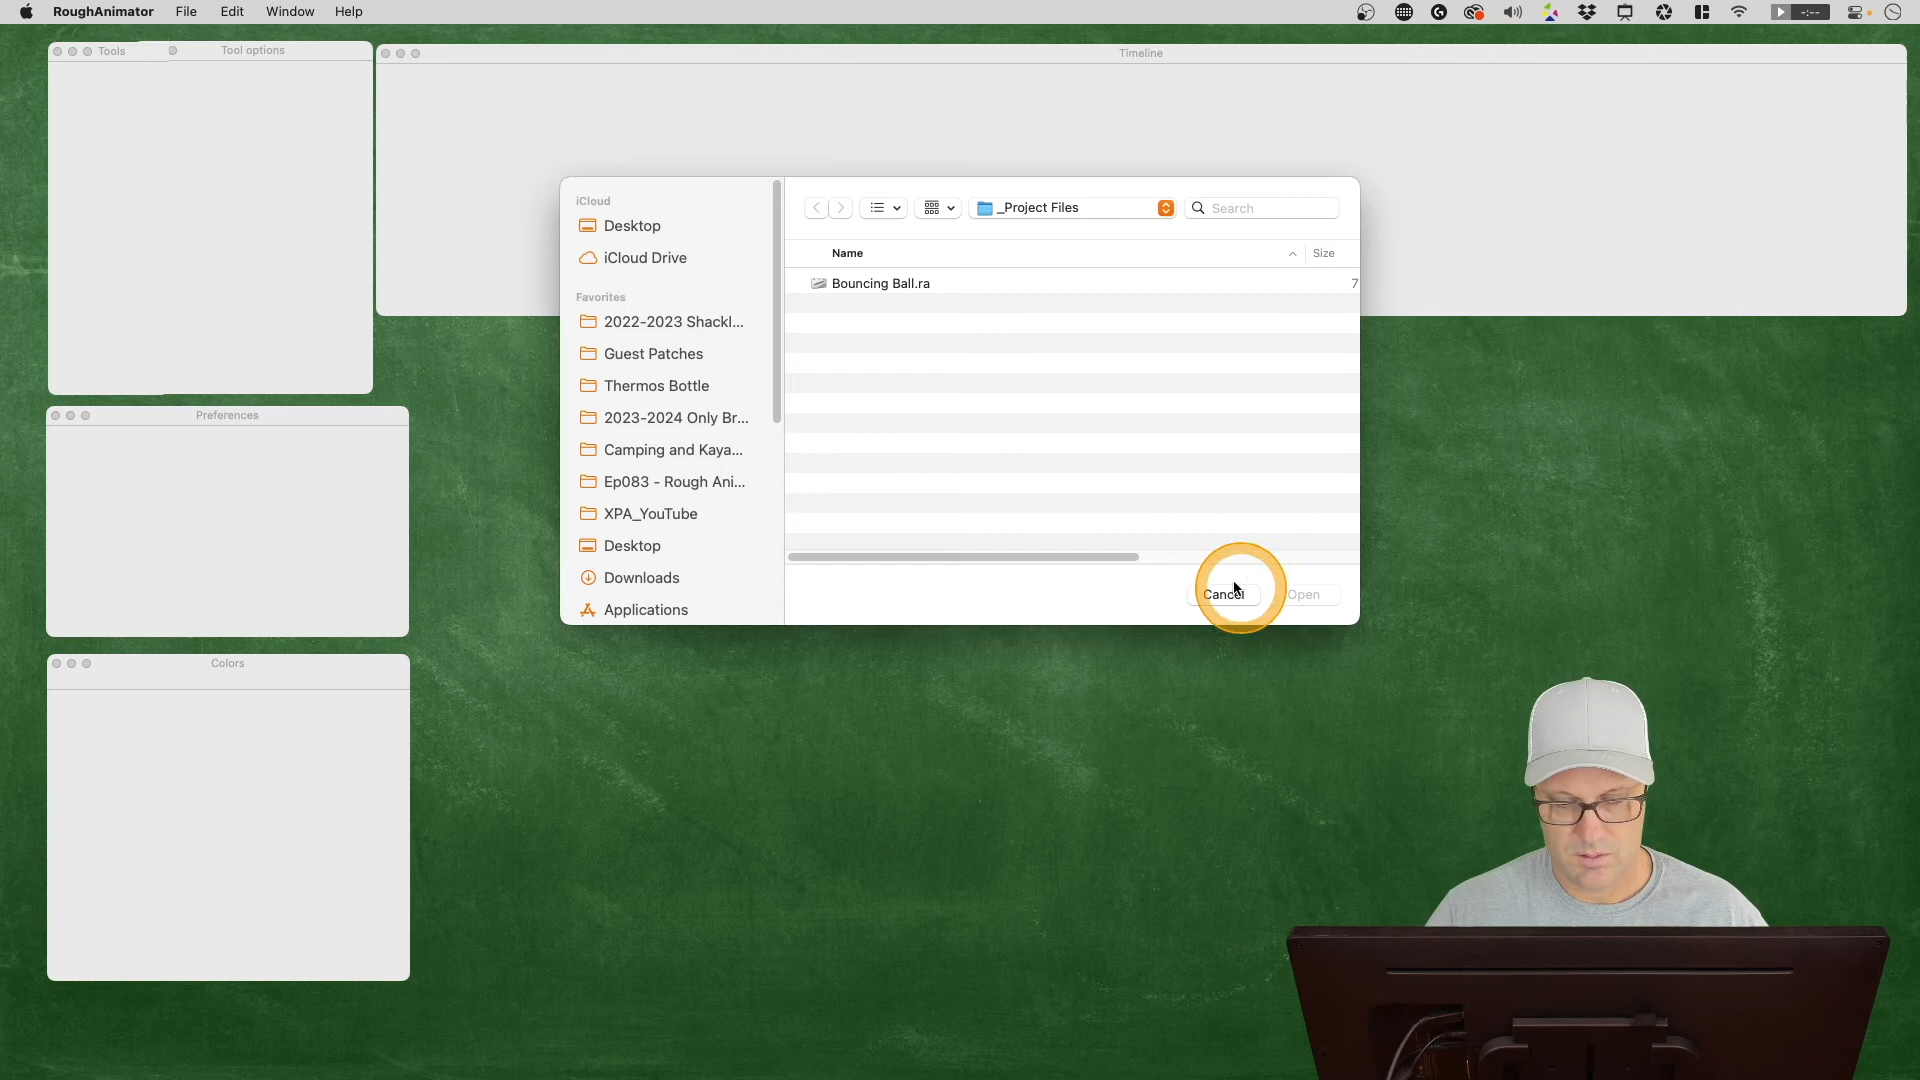 RoughAnimator File Edit Window Help
Tools
Tool options
Timeline
iCloud
Desktop
iCloud Drive
Favorites
2022-2023 Shackl...
Guest Patches
Thermos Bottle
2023-2024 Only Br...
Camping and Kaya...
Ep083 - Rough Ani...
XPA_YouTube
Desktop
Downloads
Applications
_Project Files
Search
Name Size
Bouncing Ball.ra 7
Cancel Open
Preferences
Colors